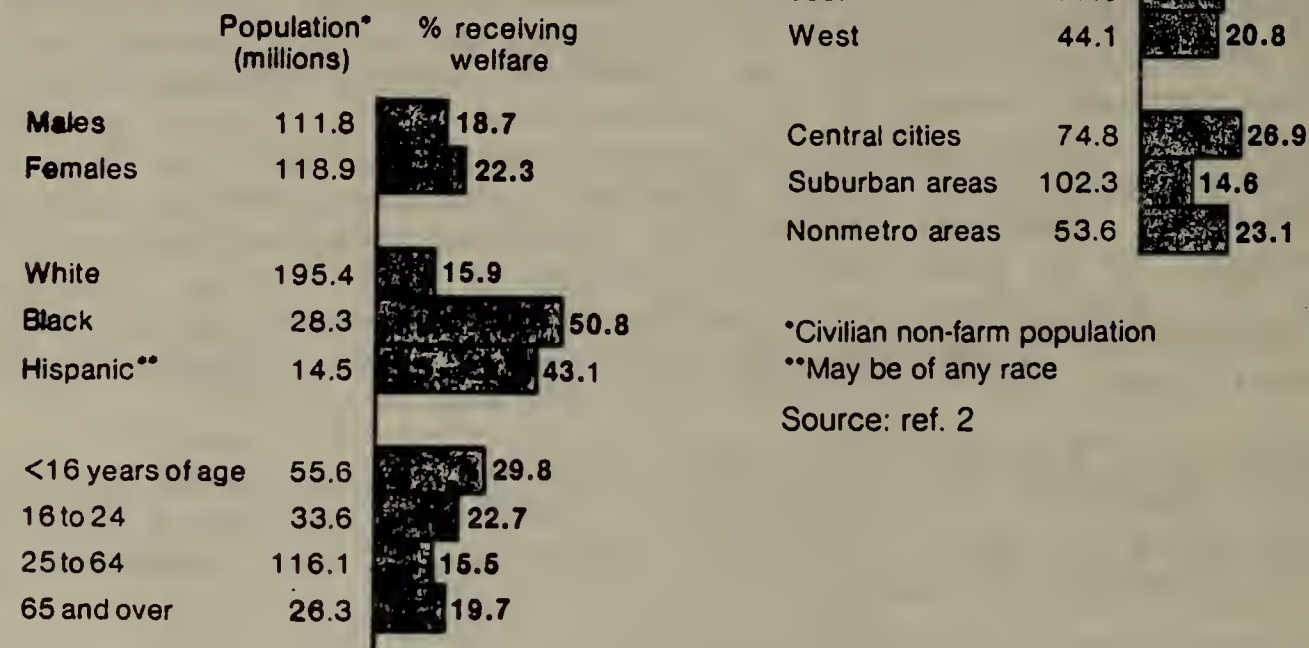 Population* % receiving
(millions) welfare
Males 111.8 18.7
Females 118.9 22.3
White 195.4 15.9
Black 28.3 50.8
Hispanic** 14.5 43.1
<16 years of age 55.6 29.8
16 to 24 33.6 22.7
25 to 64 116.1 15.5
65 and over 26.3 19.7
West 44.1 20.8
Central cities 74.8 26.9
Suburban areas 102.3 14.6
Nonmetro areas 53.6 23.1
*Civilian non-farm population
**May be of any race
Source: ref. 2